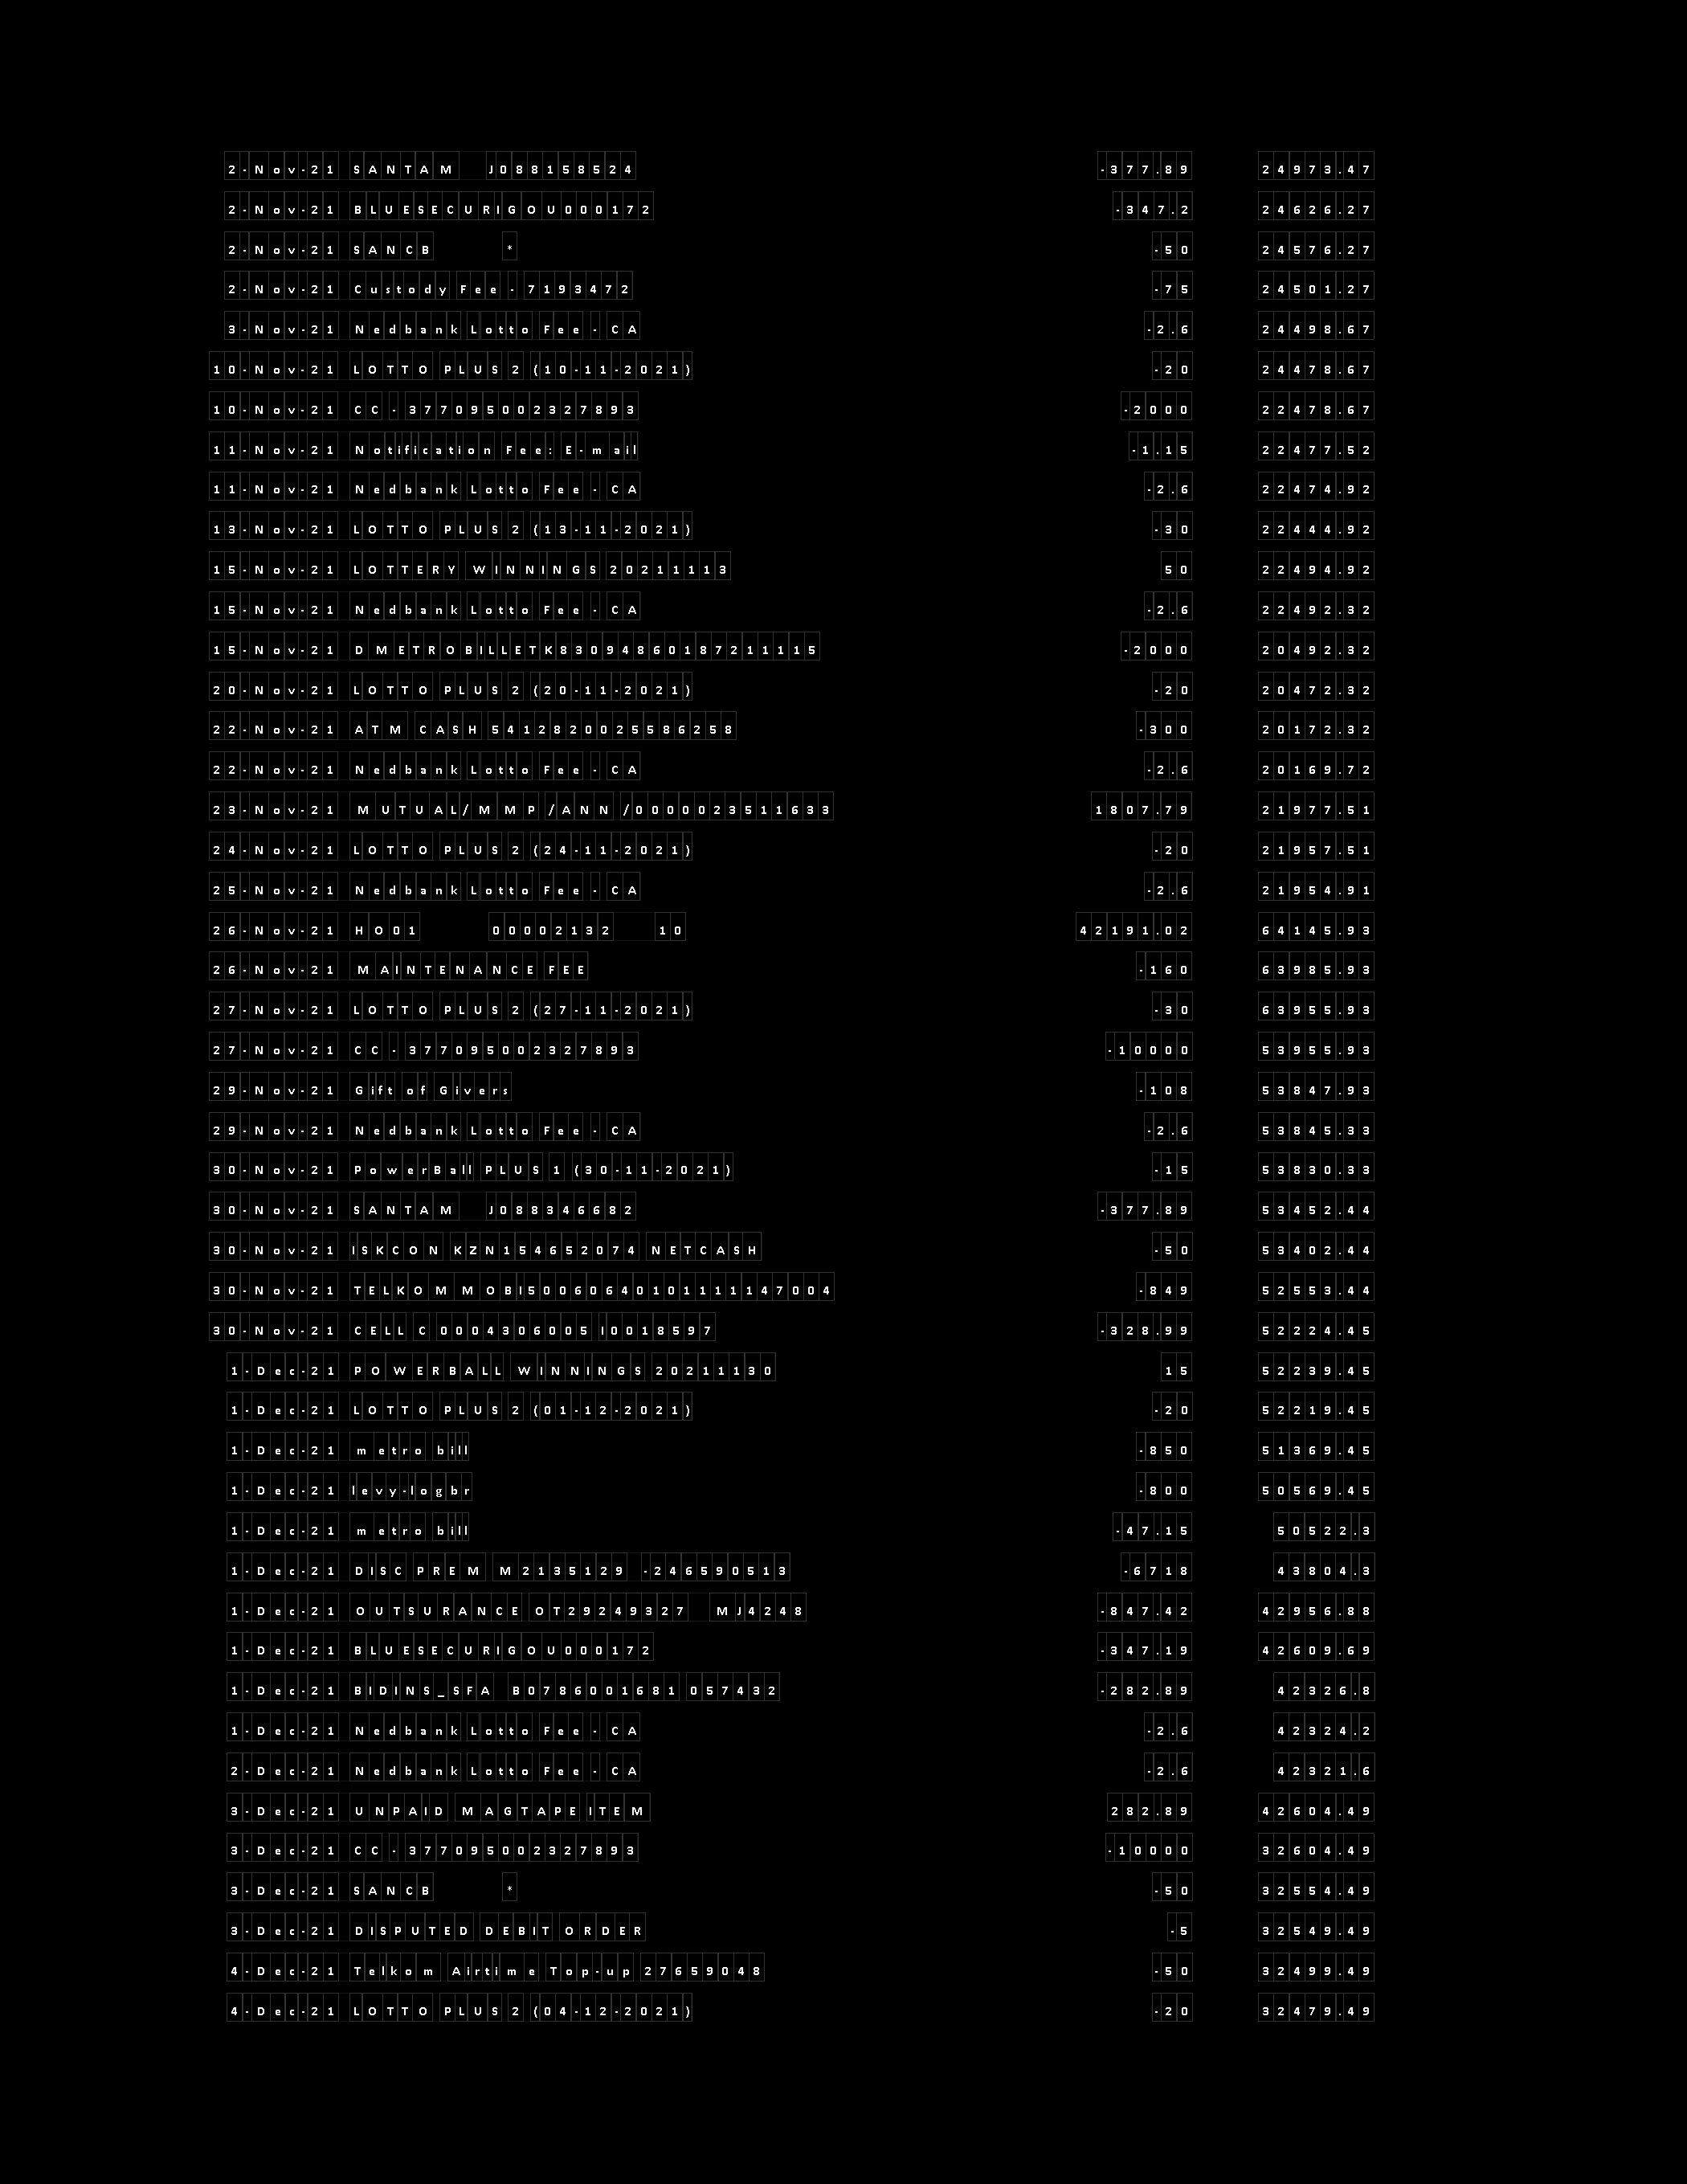 2-Nov-21 SANTAM J088158524 -377.89 24973.47
2-Nov-21 BLUESECURIGOU000172 -347.2 24626.27
2-Nov-21 SANCB * -50 24576.27
2-Nov-21 Custody Fee - 7193472 -75 24501.27
3-Nov-21 Nedbank Lotto Fee - CA -2.6 24498.67
10-Nov-21 LOTTO PLUS 2 (10-11-2021) -20 24478.67
10-Nov-21 CC - 377095002327893 -2000 22478.67
11-Nov-21 Notification Fee: E-mail -1.15 22477.52
11-Nov-21 Nedbank Lotto Fee - CA -2.6 22474.92
13-Nov-21 LOTTO PLUS 2 (13-11-2021) -30 22444.92
15-Nov-21 LOTTERY WINNINGS 20211113 50 22494.92
15-Nov-21 Nedbank Lotto Fee - CA -2.6 22492.32
15-Nov-21 DMETROBILLETK8309486018721115 -2000 20492.32
20-Nov-21 LOTTO PLUS 2 (20-11-2021) -20 20472.32
22-Nov-21 ATM CASH 5412820025586258 -300 20172.32
22-Nov-21 Nedbank Lotto Fee - CA -2.6 20169.72
23-Nov-21 MUTUAL/MMP /ANN /0000023511633 1807.79 21977.51
24-Nov-21 LOTTO PLUS 2 (24-11-2021) -20 21957.51
25-Nov-21 Nedbank Lotto Fee - CA -2.6 21954.91
26-Nov-21 HO01 00002132 10 42191.02 64145.93
26-Nov-21 MAINTENANCE FEE -160 63985.93
27-Nov-21 LOTTO PLUS 2 (27-11-2021) -30 63955.93
27-Nov-21 CC - 377095002327893 -10000 53955.93
29-Nov-21 Gift of Givers -108 53847.93
29-Nov-21 Nedbank Lotto Fee - CA -2.6 53845.33
30-Nov-21 PowerBall PLUS 1 (30-11-2021) -15 53830.33
30-Nov-21 SANTAM J088346682 -377.89 53452.44
30-Nov-21 ISKCON KZN154652074 NETCASH -50 53402.44
30-Nov-21 TELKOM MOBI5006064010111147004 -849 52553.44
30-Nov-21 CELL C 0004306005 I0018597 -328.99 52224.45
1-Dec-21 POWERBALL WINNINGS 20211130 15 52239.45
1-Dec-21 LOTTO PLUS 2 (01-12-2021) -20 52219.45
1-Dec-21 metro bill -850 51369.45
1-Dec-21 levy-logbr -800 50569.45
1-Dec-21 metro bill -47.15 50522.3
1-Dec-21 DISC PREM M2135129 -246590513 -6718 43804.3
1-Dec-21 OUTSURANCE OT29249327 MJ4248 -847.42 42956.88
1-Dec-21 BLUESECURIGOU000172 -347.19 42609.69
1-Dec-21 BIDINS_SFA B0786001681 057432 -282.89 42326.8
1-Dec-21 Nedbank Lotto Fee - CA -2.6 42324.2
2-Dec-21 Nedbank Lotto Fee - CA -2.6 42321.6
3-Dec-21 UNPAID MAGTAPE ITEM 282.89 42604.49
3-Dec-21 CC - 377095002327893 -10000 32604.49
3-Dec-21 SANCB * -50 32554.49
3-Dec-21 DISPUTED DEBIT ORDER -5 32549.49
4-Dec-21 Telkom Airtime Top-up 27659048 -50 32499.49
4-Dec-21 LOTTO PLUS 2 (04-12-2021) -20 32479.49